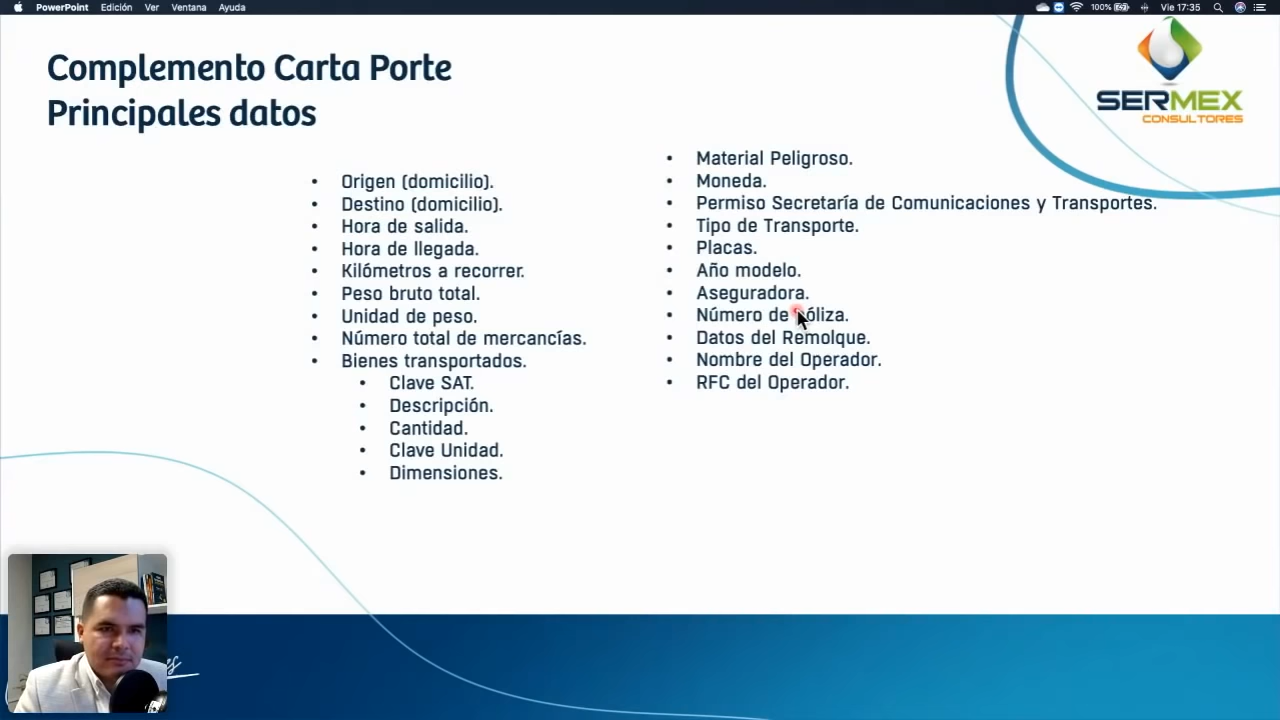 PowerPoint Edición Ver Ventana Ayuda
100% Vie 17:35
Complemento Carta Porte
Principales datos
SERMEX
CONSULTORES
• Origen (domicilio).
• Destino (domicilio).
• Hora de salida.
• Hora de llegada.
• Kilómetros a recorrer.
• Peso bruto total.
• Unidad de peso.
• Número total de mercancías.
• Bienes transportados.
• Clave SAT.
• Descripción.
• Cantidad.
• Clave Unidad.
• Dimensiones.
• Material Peligroso.
• Moneda.
• Permiso Secretaría de Comunicaciones y Transportes.
• Tipo de Transporte.
• Placas.
• Año modelo.
• Aseguradora.
• Número de póliza.
• Datos del Remolque.
• Nombre del Operador.
• RFC del Operador.